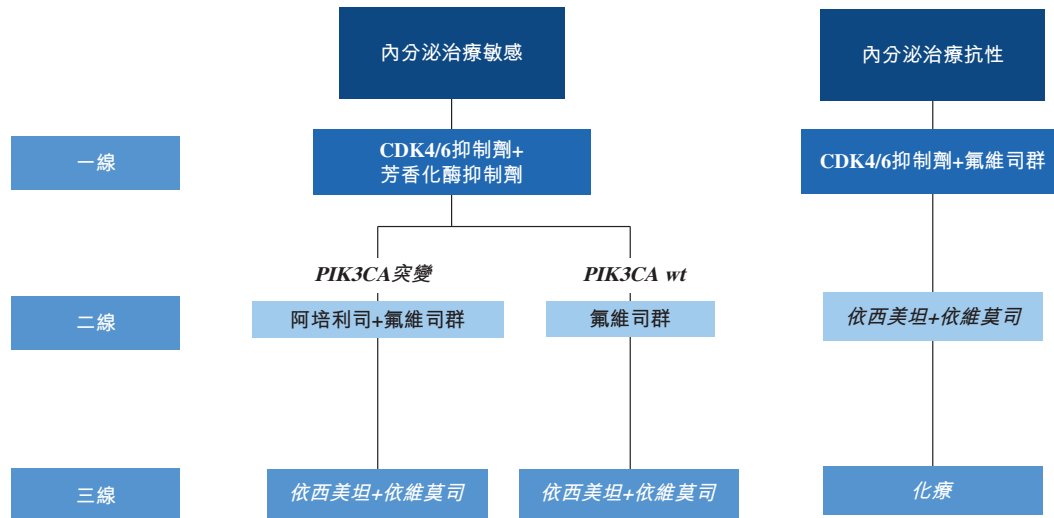 內分泌治療敏感
內分泌治療抗性
一線
CDK4/6抑制劑+
芳香化酶抑制劑
CDK4/6抑制劑+氟維司群
PIK3CA突變
PIK3CA wt
二線
阿培利司+氟維司群
氟維司群
依西美坦+依維莫司
三線
依西美坦+依維莫司
依西美坦+依維莫司
化療